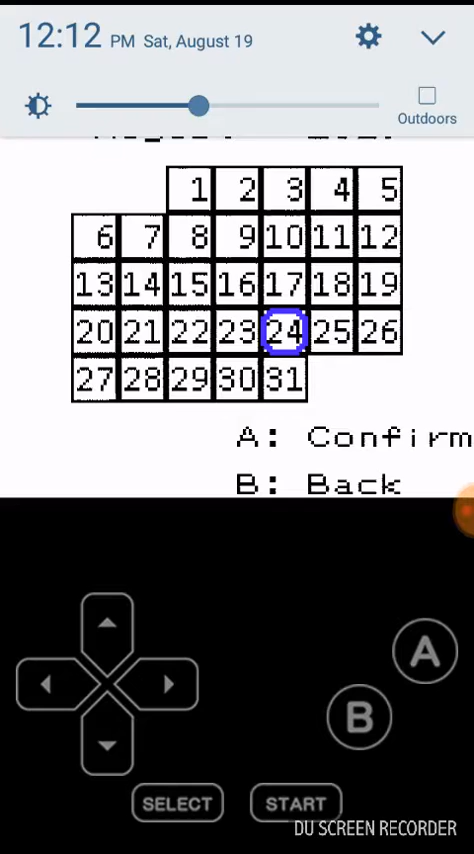 12:12 PM Sat, August 19
Outdoors
1 2 3 4 5
6 7 8 9 10 11 12
13 14 15 16 17 18 19
20 21 22 23 24 25 26
27 28 29 30 31
A: Confirm
B: Back
A
B
SELECT START
DU SCREEN RECORDER